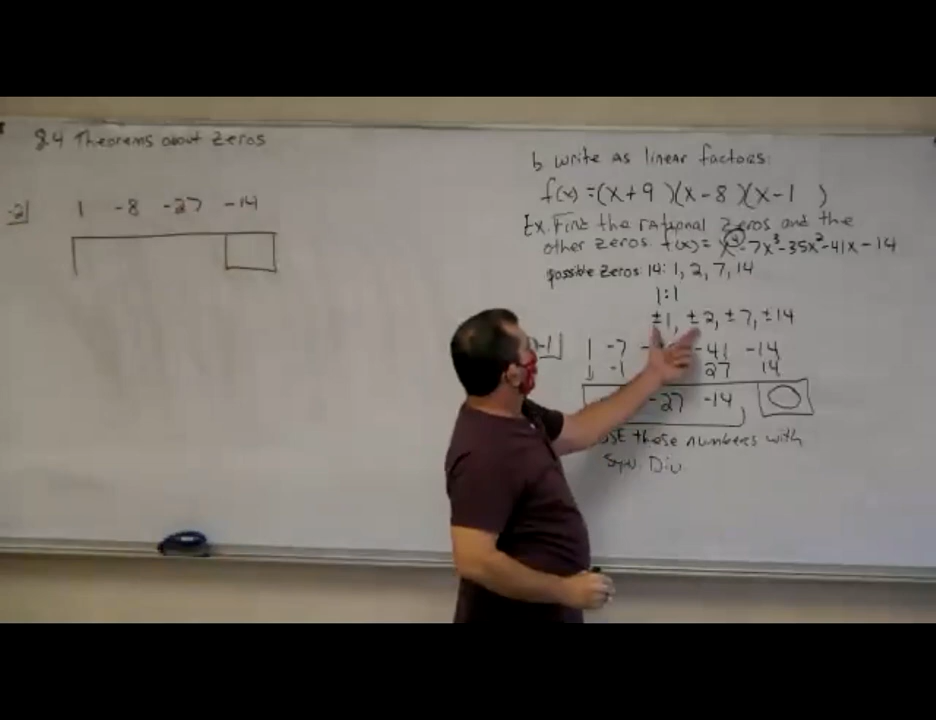 8.4 Theorems about Zeros
-2| 1 -8 -27 -14
b write as linear factors:
f(x) = (x+9 )(x-8 )(x-1 )
Ex. Find the rational zeros and the
other zeros. f(x) = x⁴-7x³-35x²-41x-14
possible zeros: 14: 1, 2, 7, 14
1:1
±1, ±2, ±7, ±14
-1| 1 -7 -41 -14
↓ -1 27 14
-27 -14 0
these numbers with
Syn. Div